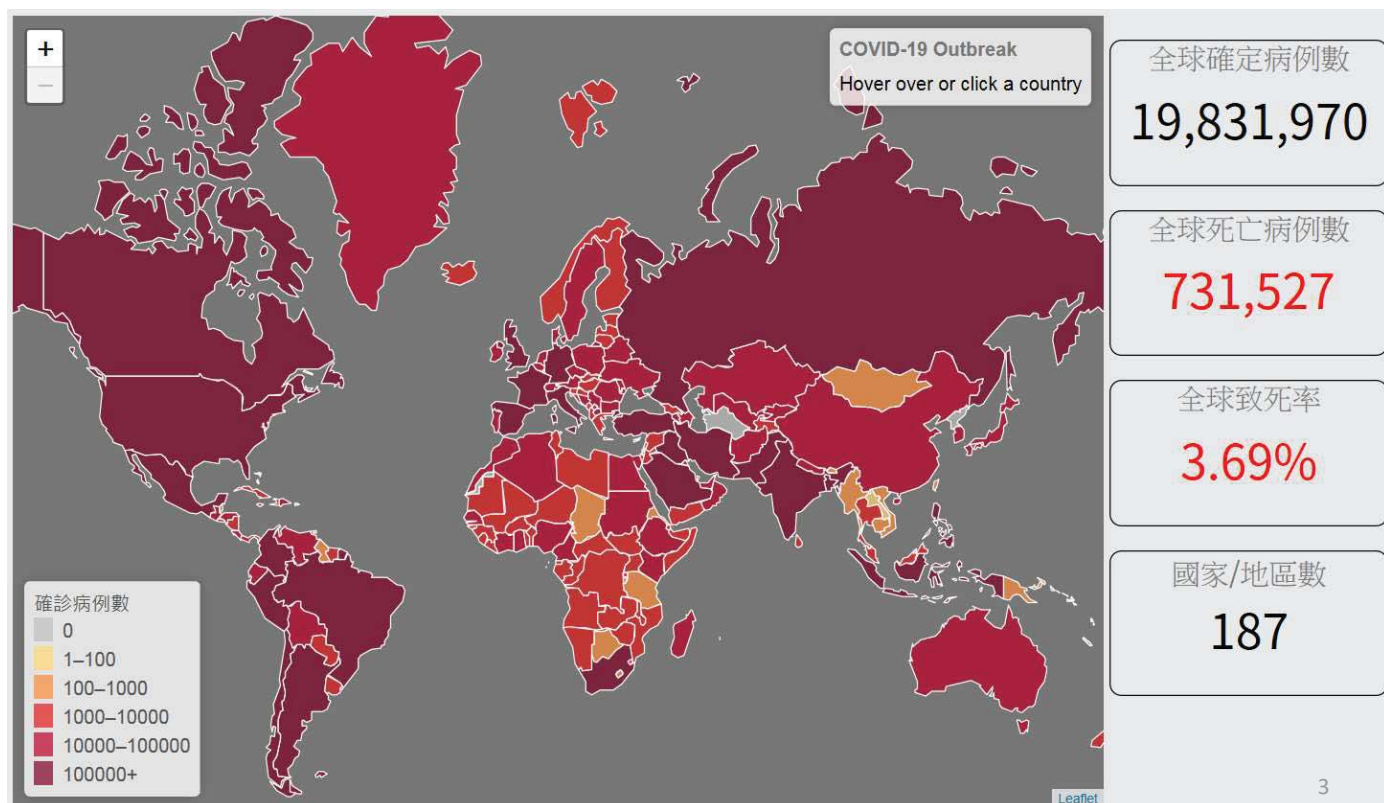 +
−
COVID-19 Outbreak
Hover over or click a country
確診病例數
0
1–100
100–1000
1000–10000
10000–100000
100000+
Leaflet
全球確定病例數
19,831,970
全球死亡病例數
731,527
全球致死率
3.69%
國家/地區數
187
3